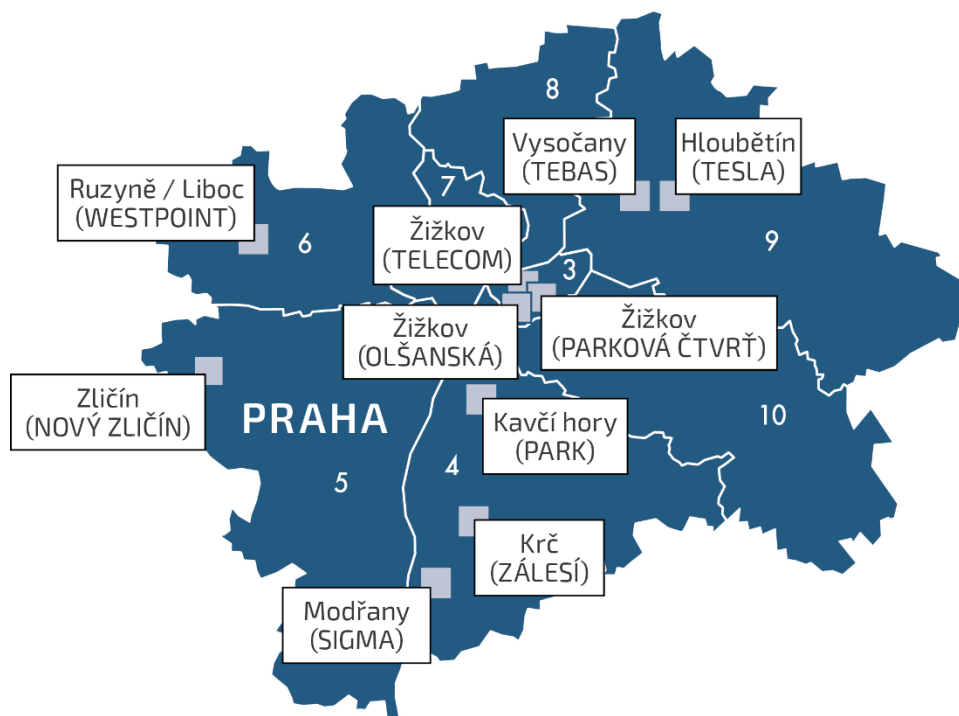 8
Vysočany
(TEBAS)
Hloubětín
(TESLA)
Ruzyně / Liboc
(WESTPOINT)
7
6
Žižkov
(TELECOM)
9
3
Žižkov
(OLŠANSKÁ)
Žižkov
(PARKOVÁ ČTVRŤ)
Zličín
(NOVÝ ZLIČÍN)
PRAHA
Kavčí hory
(PARK)
10
5
4
Krč
(ZÁLESÍ)
Modřany
(SIGMA)